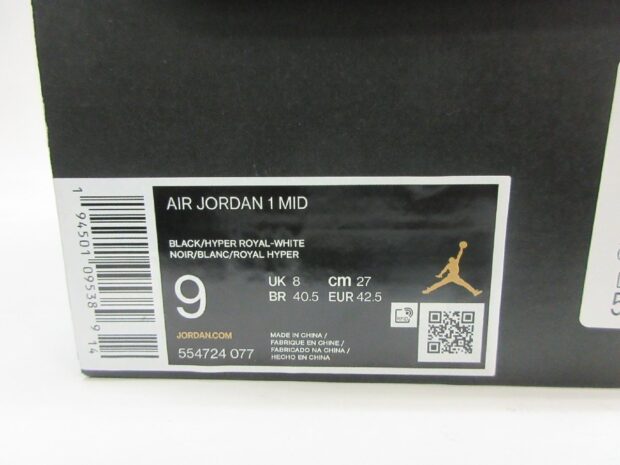 AIR JORDAN 1 MID
BLACK/HYPER ROYAL-WHITE
NOIR/BLANC/ROYAL HYPER
9
UK 8 cm 27
BR 40.5 EUR 42.5
JORDAN.COM
554724 077
MADE IN CHINA /
FABRIQUE EN CHINE /
FABRICADO NA CHINA /
HECHO EN CHINA
1 94501 09538 9 14
5